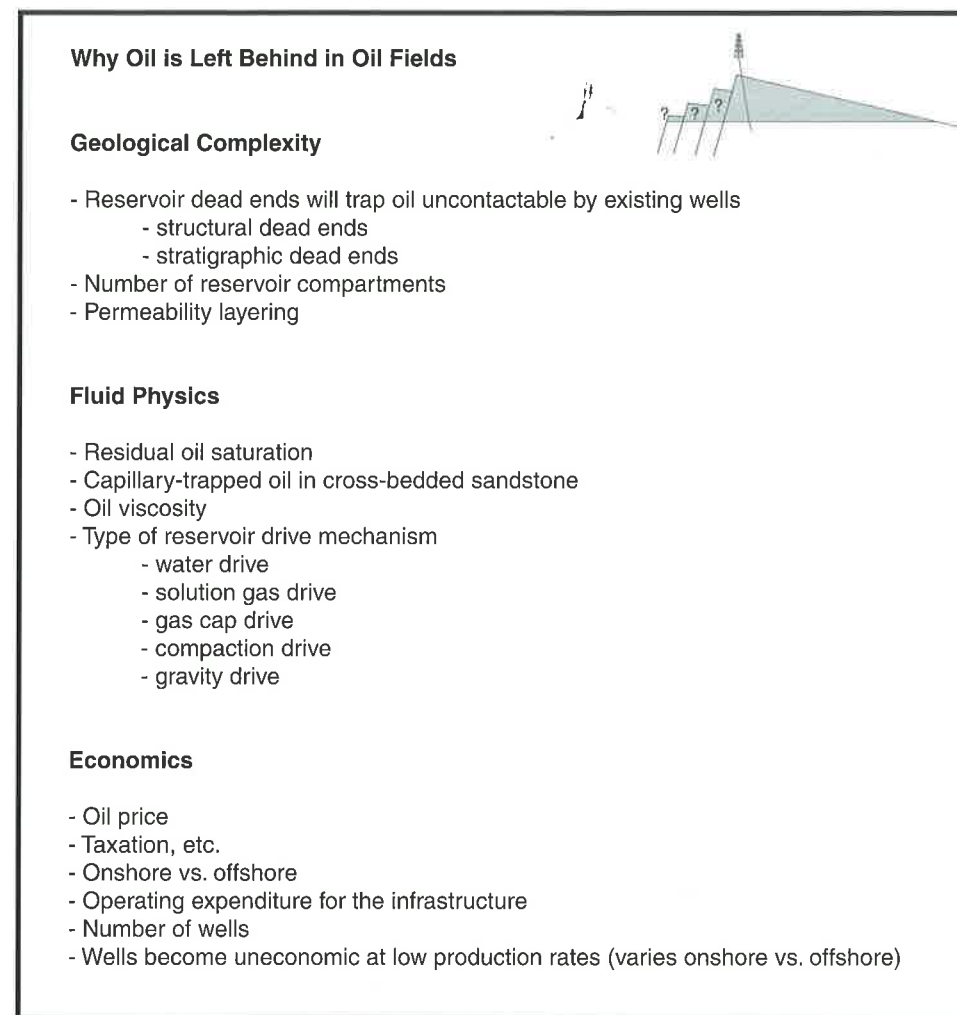 Why Oil is Left Behind in Oil Fields
? ? ?
Geological Complexity
- Reservoir dead ends will trap oil uncontactable by existing wells
- structural dead ends
- stratigraphic dead ends
- Number of reservoir compartments
- Permeability layering
Fluid Physics
- Residual oil saturation
- Capillary-trapped oil in cross-bedded sandstone
- Oil viscosity
- Type of reservoir drive mechanism
- water drive
- solution gas drive
- gas cap drive
- compaction drive
- gravity drive
Economics
- Oil price
- Taxation, etc.
- Onshore vs. offshore
- Operating expenditure for the infrastructure
- Number of wells
- Wells become uneconomic at low production rates (varies onshore vs. offshore)